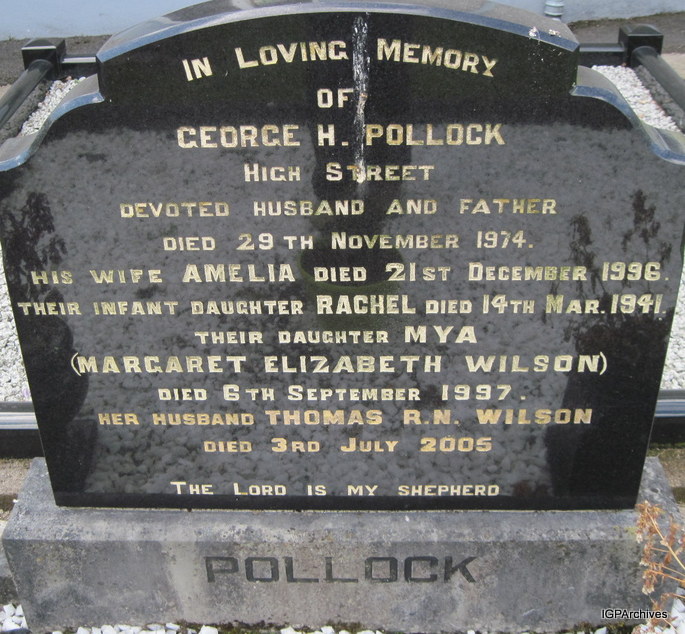 IN LOVING MEMORY
OF
GEORGE H. POLLOCK
HIGH STREET
DEVOTED HUSBAND AND FATHER
DIED 29TH NOVEMBER 1974.
HIS WIFE AMELIA DIED 21ST DECEMBER 1996.
THEIR INFANT DAUGHTER RACHEL DIED 14TH MAR. 1941
THEIR DAUGHTER MYA
(MARGARET ELIZABETH WILSON)
DIED 6TH SEPTEMBER 1997.
HER HUSBAND THOMAS R.N. WILSON
DIED 3RD JULY 2005
THE LORD IS MY SHEPHERD
POLLOCK
IGPArchives